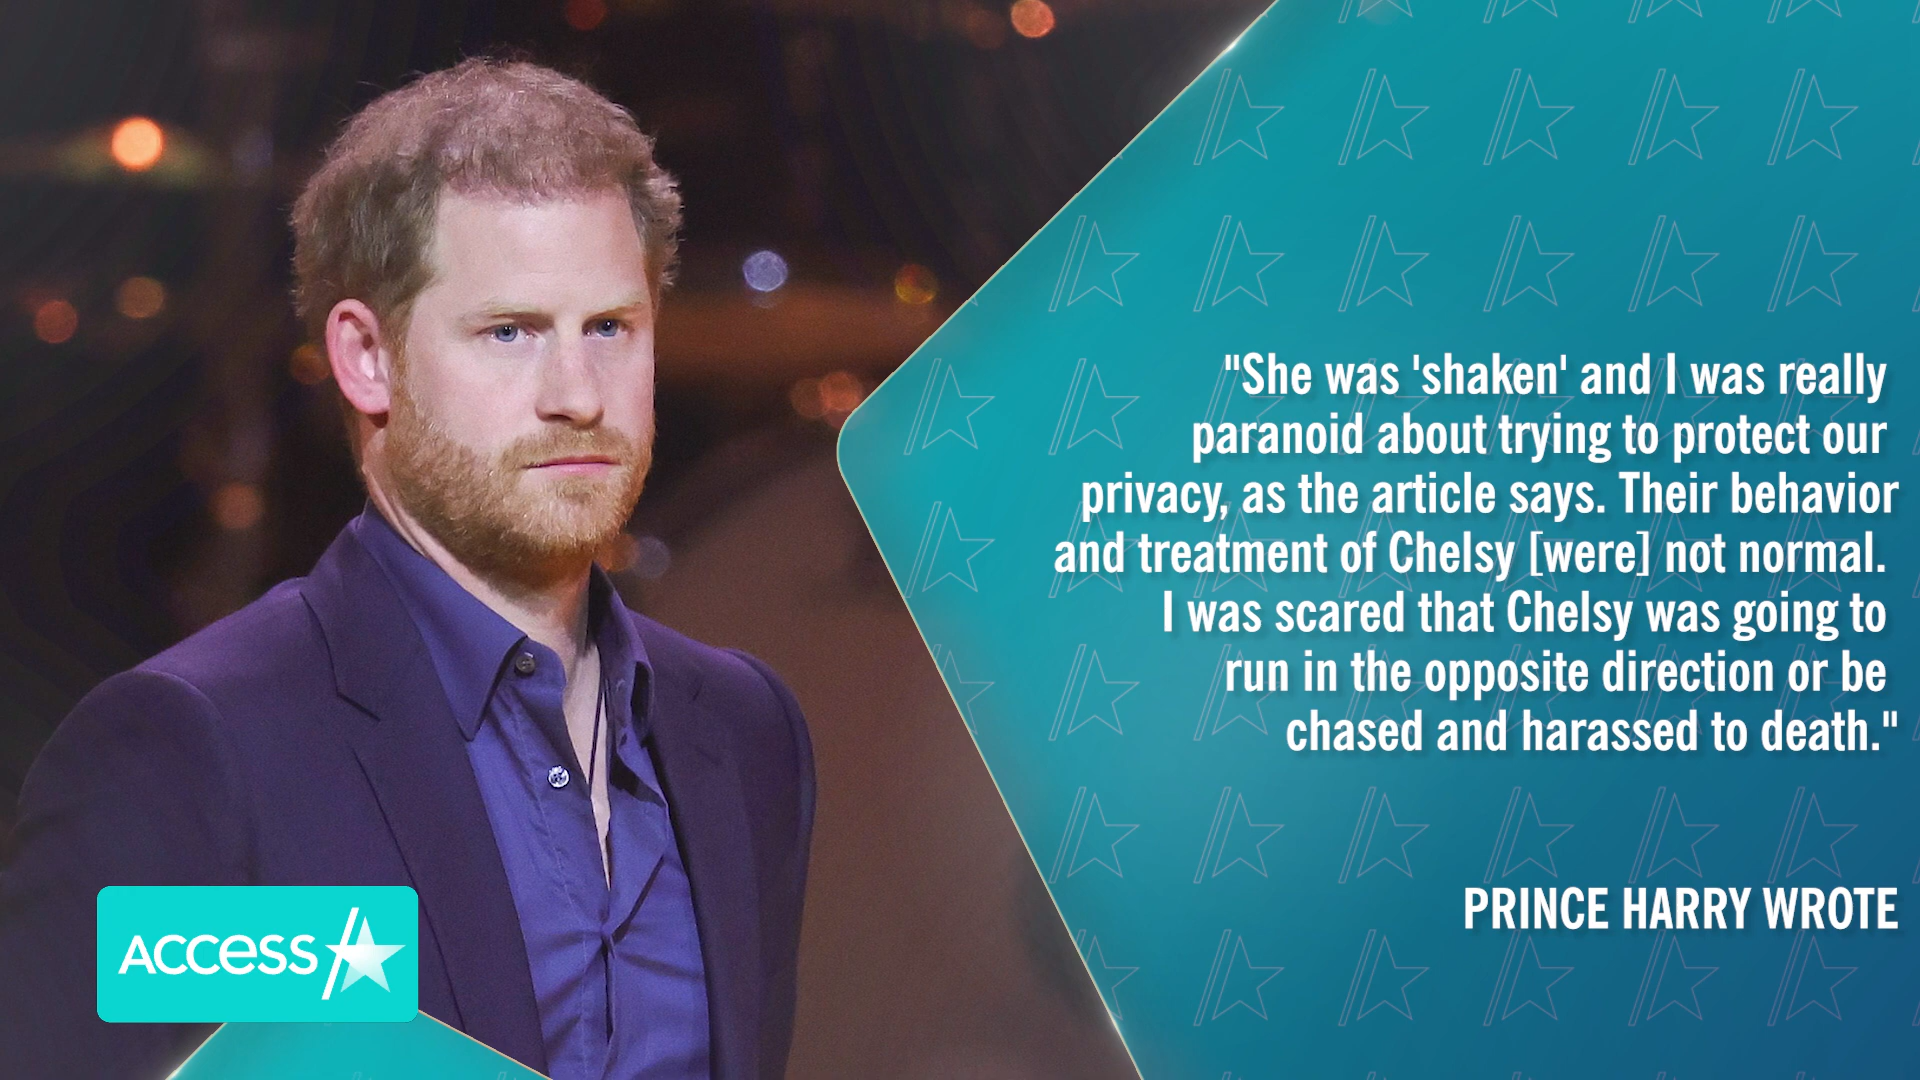 "She was 'shaken' and I was really
paranoid about trying to protect our
privacy, as the article says. Their behavior
and treatment of Chelsy [were] not normal.
I was scared that Chelsy was going to
run in the opposite direction or be
chased and harassed to death."
PRINCE HARRY WROTE
ACCESS